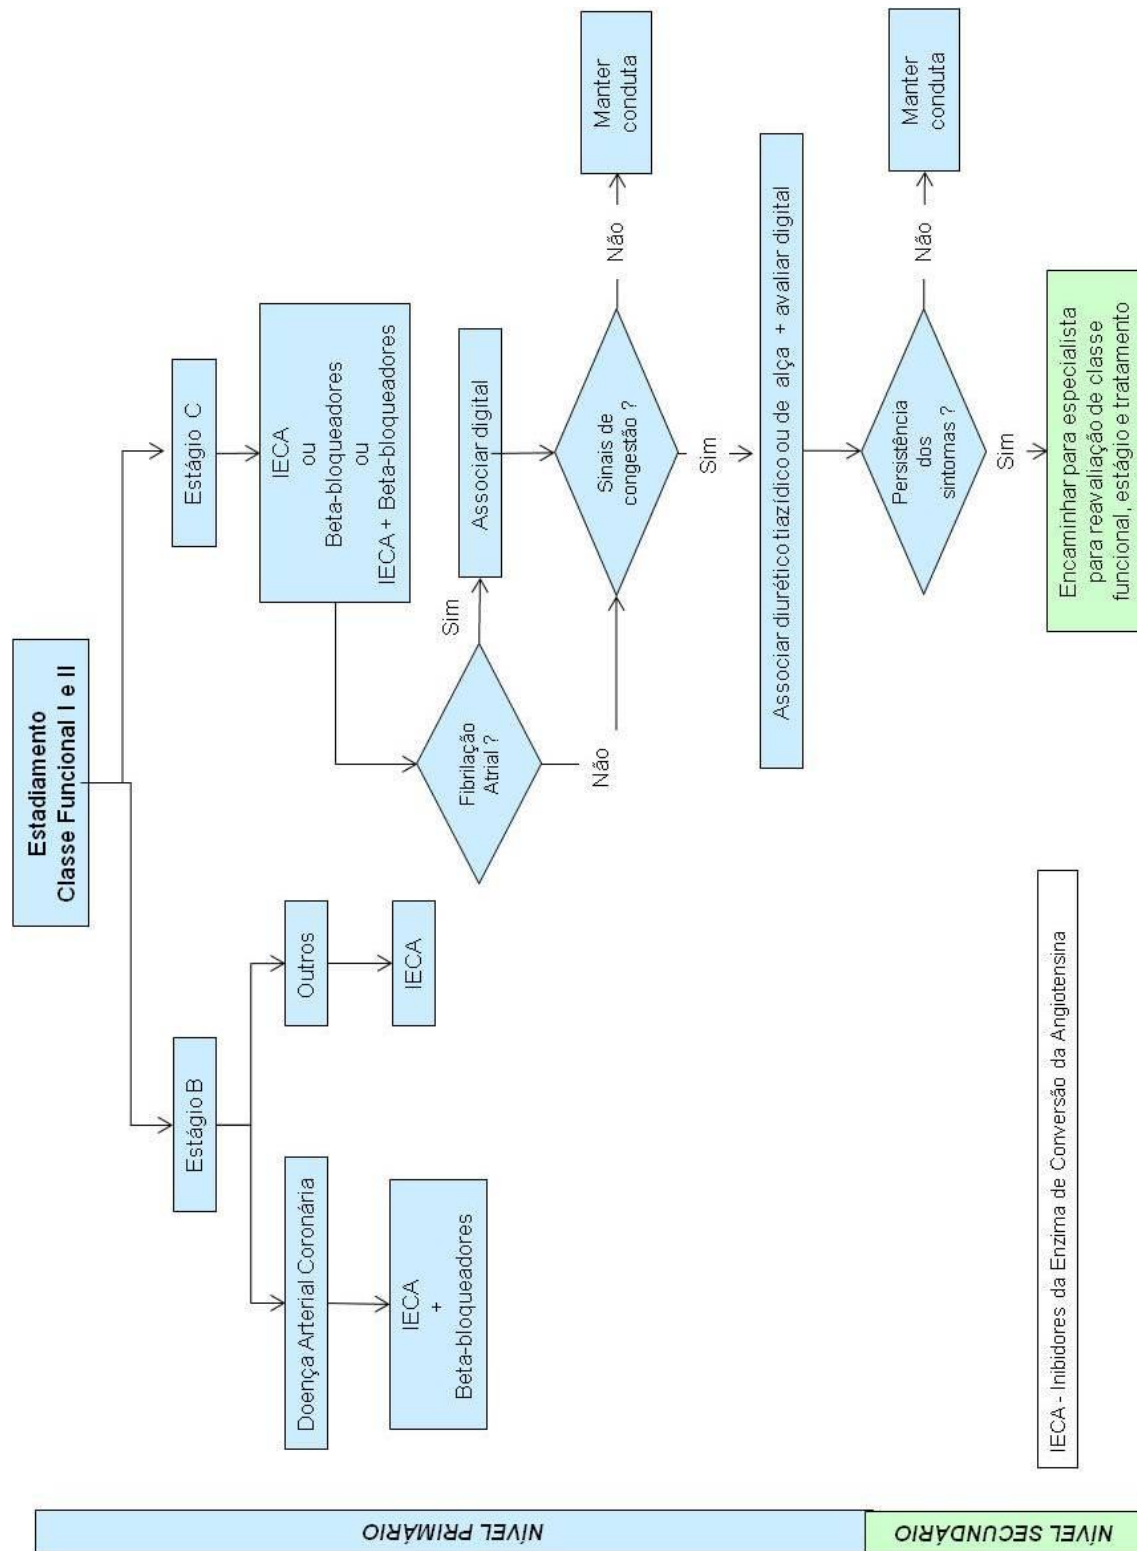 Estadiamento
Classe Funcional I e II
Estágio B
Estágio C
Doença Arterial Coronária
Outros
IECA
ou
Beta-bloqueadores
ou
IECA + Beta-bloqueadores
IECA
+
Beta-bloqueadores
IECA
Fibrilação
Atrial ?
Sim
Não
Associar digital
Sinais de
congestão ?
Não
Manter
conduta
Sim
Associar diurético tiazídico ou de alça + avaliar digital
Persistência
dos
sintomas ?
Não
Manter
conduta
Sim
Encaminhar para especialista
para reavaliação de classe
funcional, estágio e tratamento
IECA - Inibidores da Enzima de Conversão da Angiotensina
NÍVEL PRIMÁRIO
NÍVEL SECUNDÁRIO